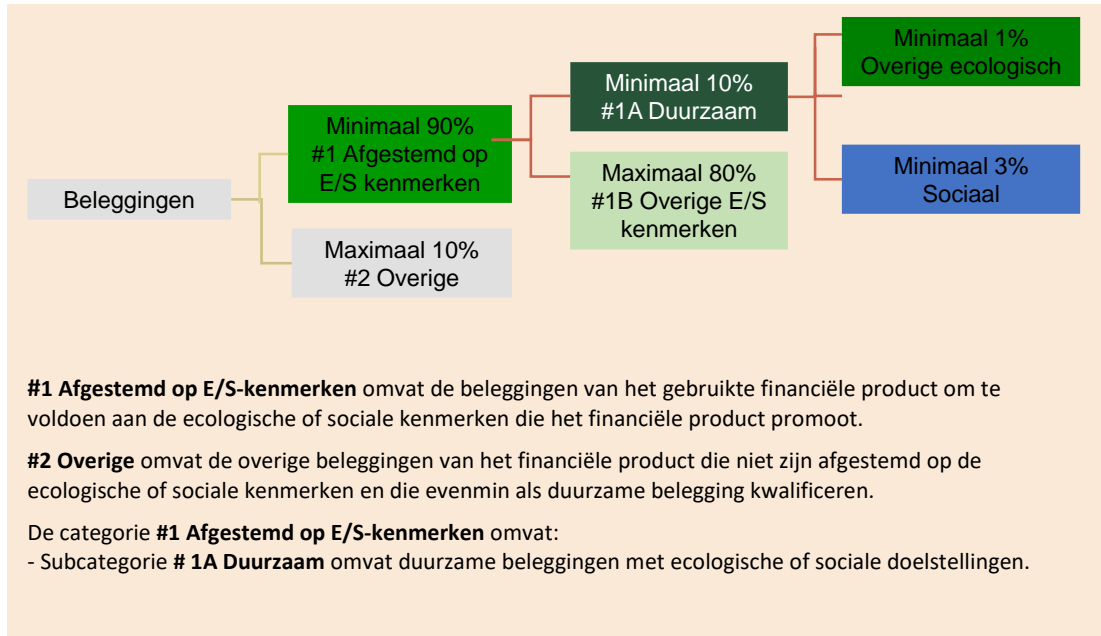 Minimaal 1%
Overige ecologisch
Minimaal 10%
#1A Duurzaam
Minimaal 90%
#1 Afgestemd op
E/S kenmerken
Minimaal 3%
Sociaal
Maximaal 80%
#1B Overige E/S
kenmerken
Beleggingen
Maximaal 10%
#2 Overige
#1 Afgestemd op E/S-kenmerken omvat de beleggingen van het gebruikte financiële product om te
voldoen aan de ecologische of sociale kenmerken die het financiële product promoot.
#2 Overige omvat de overige beleggingen van het financiële product die niet zijn afgestemd op de
ecologische of sociale kenmerken en die evenmin als duurzame belegging kwalificeren.
De categorie #1 Afgestemd op E/S-kenmerken omvat:
- Subcategorie # 1A Duurzaam omvat duurzame beleggingen met ecologische of sociale doelstellingen.